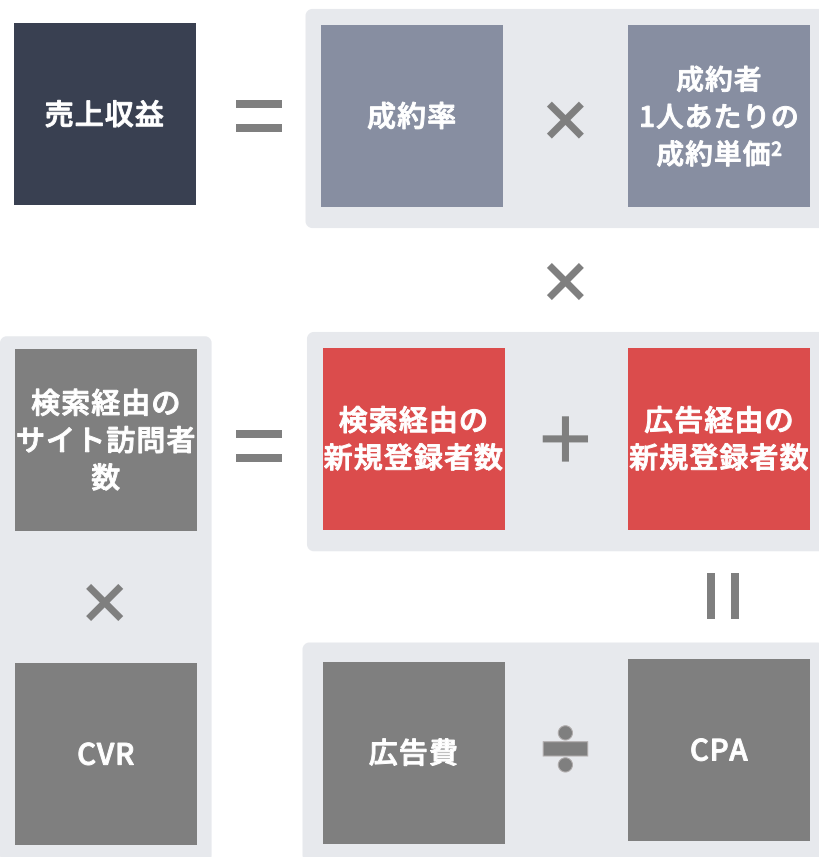 売上収益
=
成約率
×
成約者
1人あたりの
成約単価²
×
検索経由の
サイト訪問者
数
=
検索経由の
新規登録者数
+
広告経由の
新規登録者数
×
=
CVR
広告費
÷
CPA